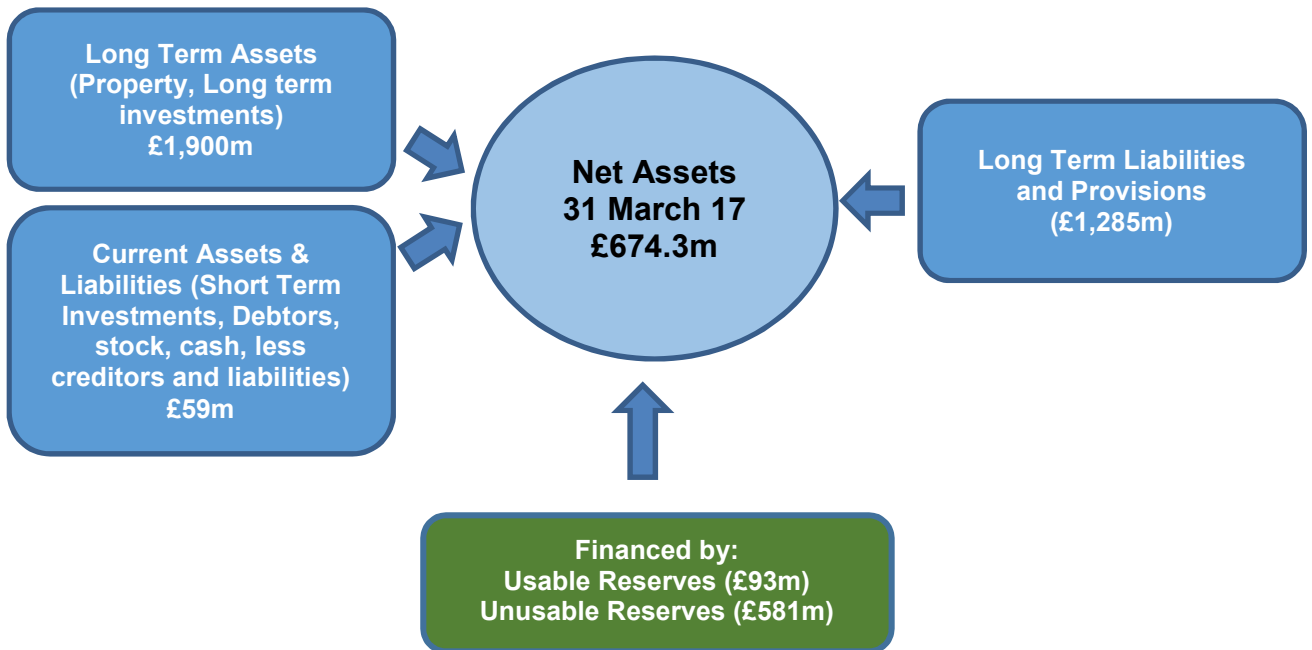 Long Term Assets
(Property, Long term
investments)
£1,900m
Current Assets &
Liabilities (Short Term
Investments, Debtors,
stock, cash, less
creditors and liabilities)
£59m
Net Assets
31 March 17
£674.3m
Long Term Liabilities
and Provisions
(£1,285m)
Financed by:
Usable Reserves (£93m)
Unusable Reserves (£581m)